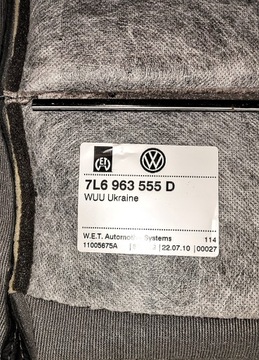 7L6 963 555 D
WUU Ukraine
W.E.T. Automotive Systems 114
11005675A | 22.07.10 | 00027